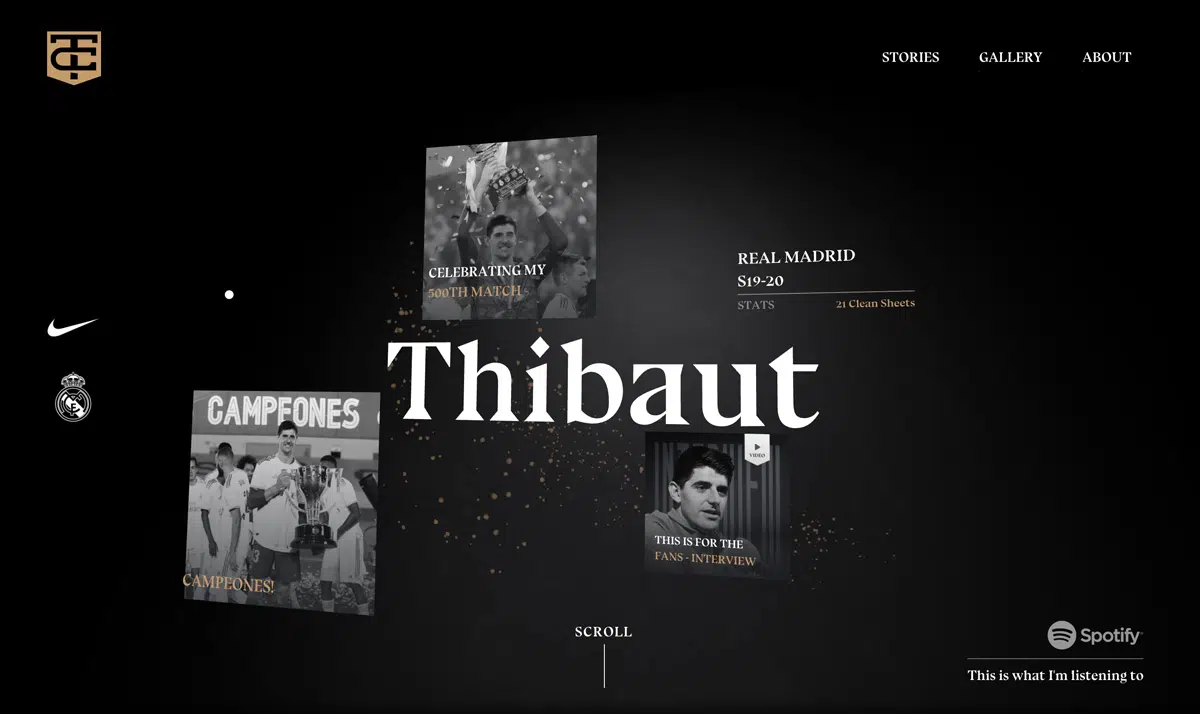 TC
STORIES
GALLERY
ABOUT
CELEBRATING MY
500TH MATCH
REAL MADRID
S19-20
STATS
21 Clean Sheets
Thibaut
CAMPEONES
CAMPEONES!
VIDEO
THIS IS FOR THE
FANS - INTERVIEW
SCROLL
Spotify
This is what I'm listening to